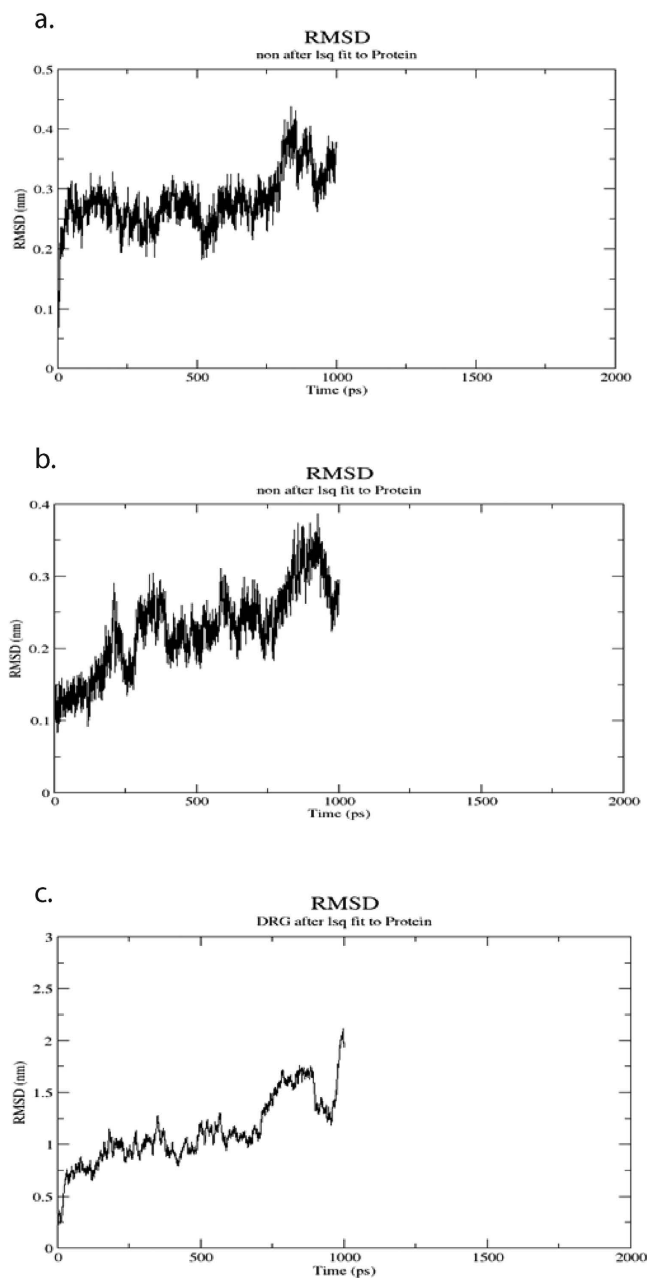 a.
RMSD
non after lsq fit to Protein
0.5
0.4
0.3
0.2
0.1
0
RMSD (nm)
0 500 1000 1500 2000
Time (ps)
b.
RMSD
non after lsq fit to Protein
0.4
0.3
0.2
0.1
0
RMSD (nm)
0 500 1000 1500 2000
Time (ps)
c.
RMSD
DRG after lsq fit to Protein
3
2.5
2
1.5
1
0.5
0
RMSD (nm)
0 500 1000 1500 2000
Time (ps)